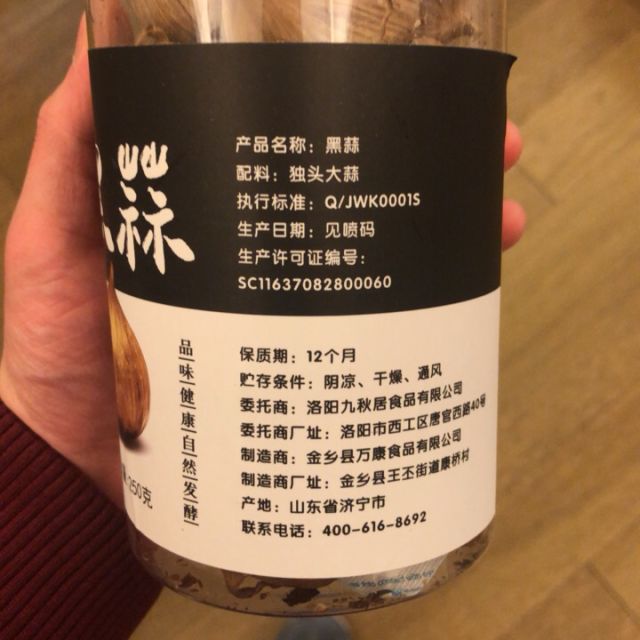 蒜
产品名称：黑蒜
配料：独头大蒜
执行标准：Q/JWK0001S
生产日期：见喷码
生产许可证编号：
SC11637082800060
品味健康自然发酵
250克
保质期：12个月
贮存条件：阴凉、干燥、通风
委托商：洛阳九秋居食品有限公司
委托商厂址：洛阳市西工区唐宫西路40号
制造商：金乡县万康食品有限公司
制造商厂址：金乡县王丕街道康桥村
产地：山东省济宁市
联系电话：400-616-8692